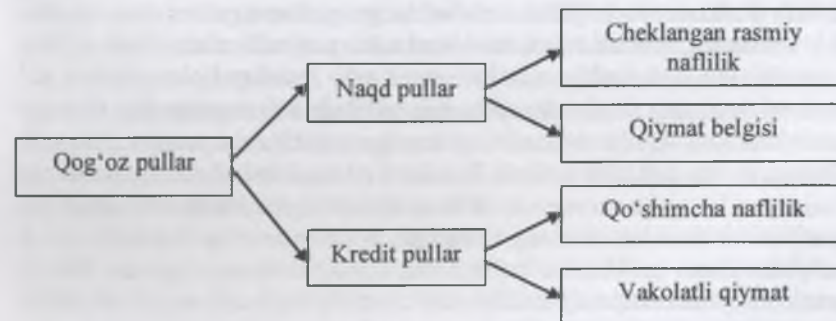 Cheklangan rasmiy
naflilik
Naqd pullar
Qiymat belgisi
Qog‘oz pullar
Qo‘shimcha naflilik
Kredit pullar
Vakolatli qiymat